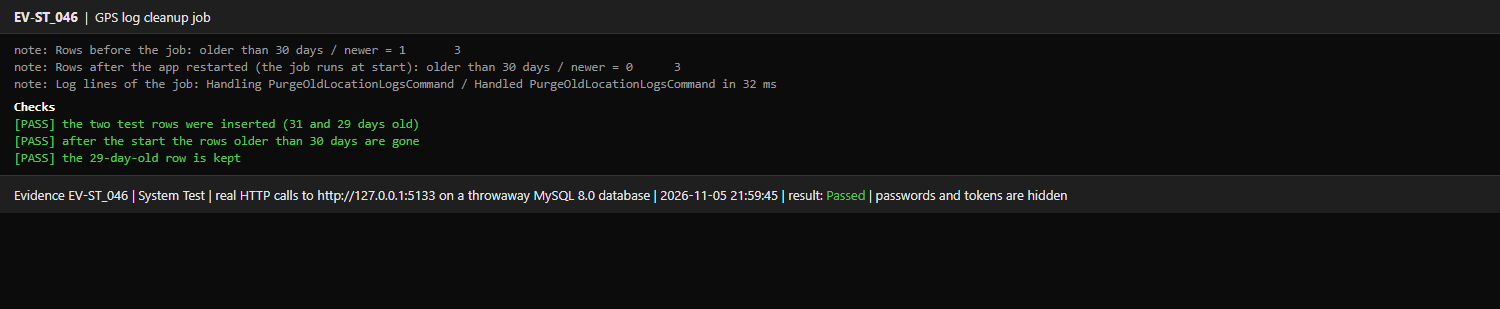 EV-ST_046 | GPS log cleanup job
note: Rows before the job: older than 30 days / newer = 1 3
note: Rows after the app restarted (the job runs at start): older than 30 days / newer = 0 3
note: Log lines of the job: Handling PurgeOldLocationLogsCommand / Handled PurgeOldLocationLogsCommand in 32 ms
Checks
[PASS] the two test rows were inserted (31 and 29 days old)
[PASS] after the start the rows older than 30 days are gone
[PASS] the 29-day-old row is kept
Evidence EV-ST_046 | System Test | real HTTP calls to http://127.0.0.1:5133 on a throwaway MySQL 8.0 database | 2026-11-05 21:59:45 | result: Passed | passwords and tokens are hidden